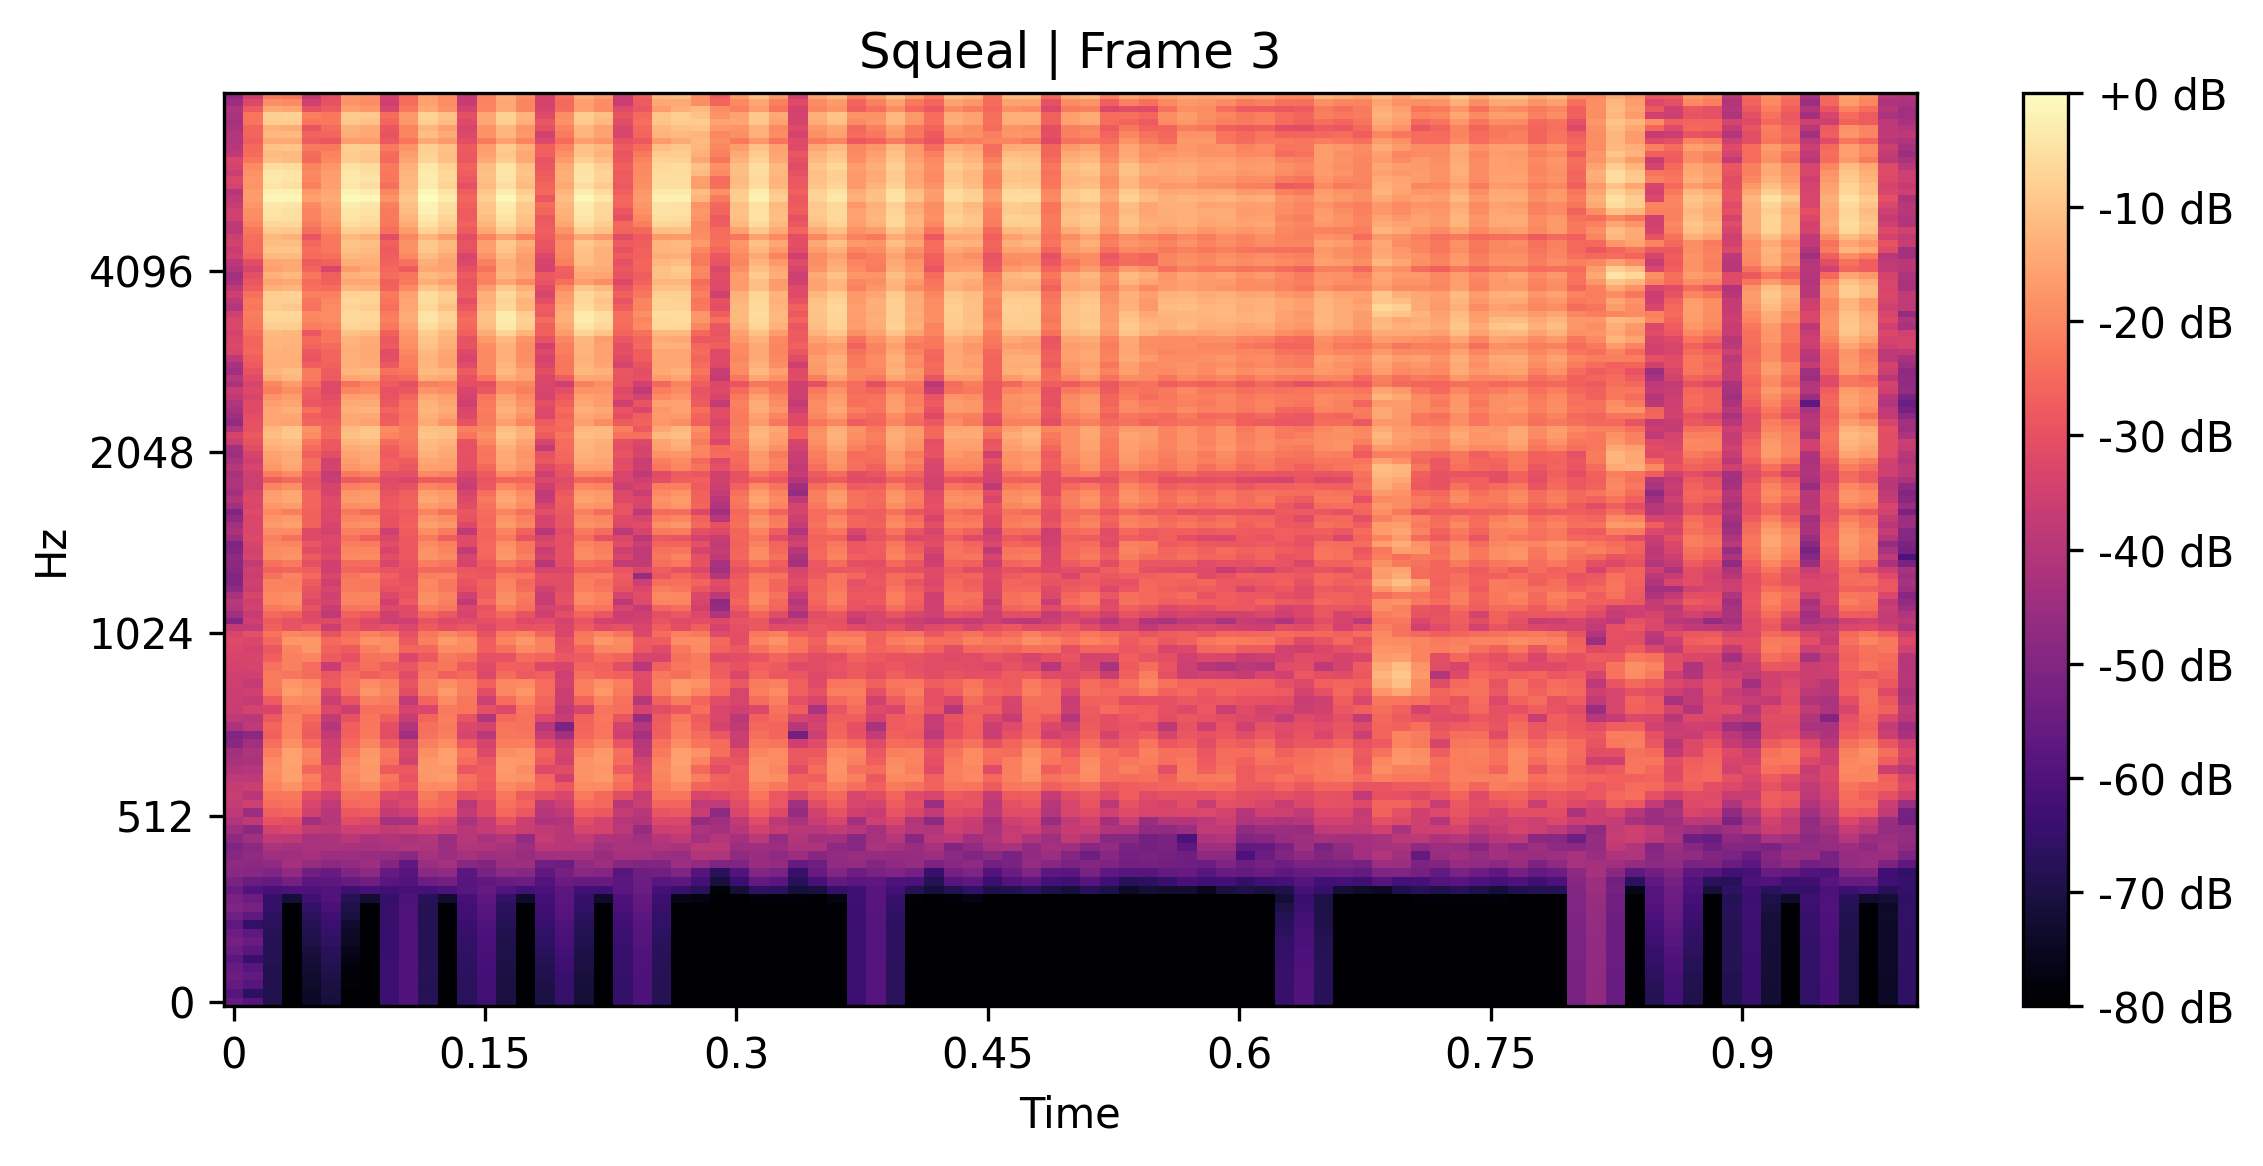 Squeal | Frame 3
Hz
4096
2048
1024
512
0
0 0.15 0.3 0.45 0.6 0.75 0.9
Time
+0 dB
-10 dB
-20 dB
-30 dB
-40 dB
-50 dB
-60 dB
-70 dB
-80 dB